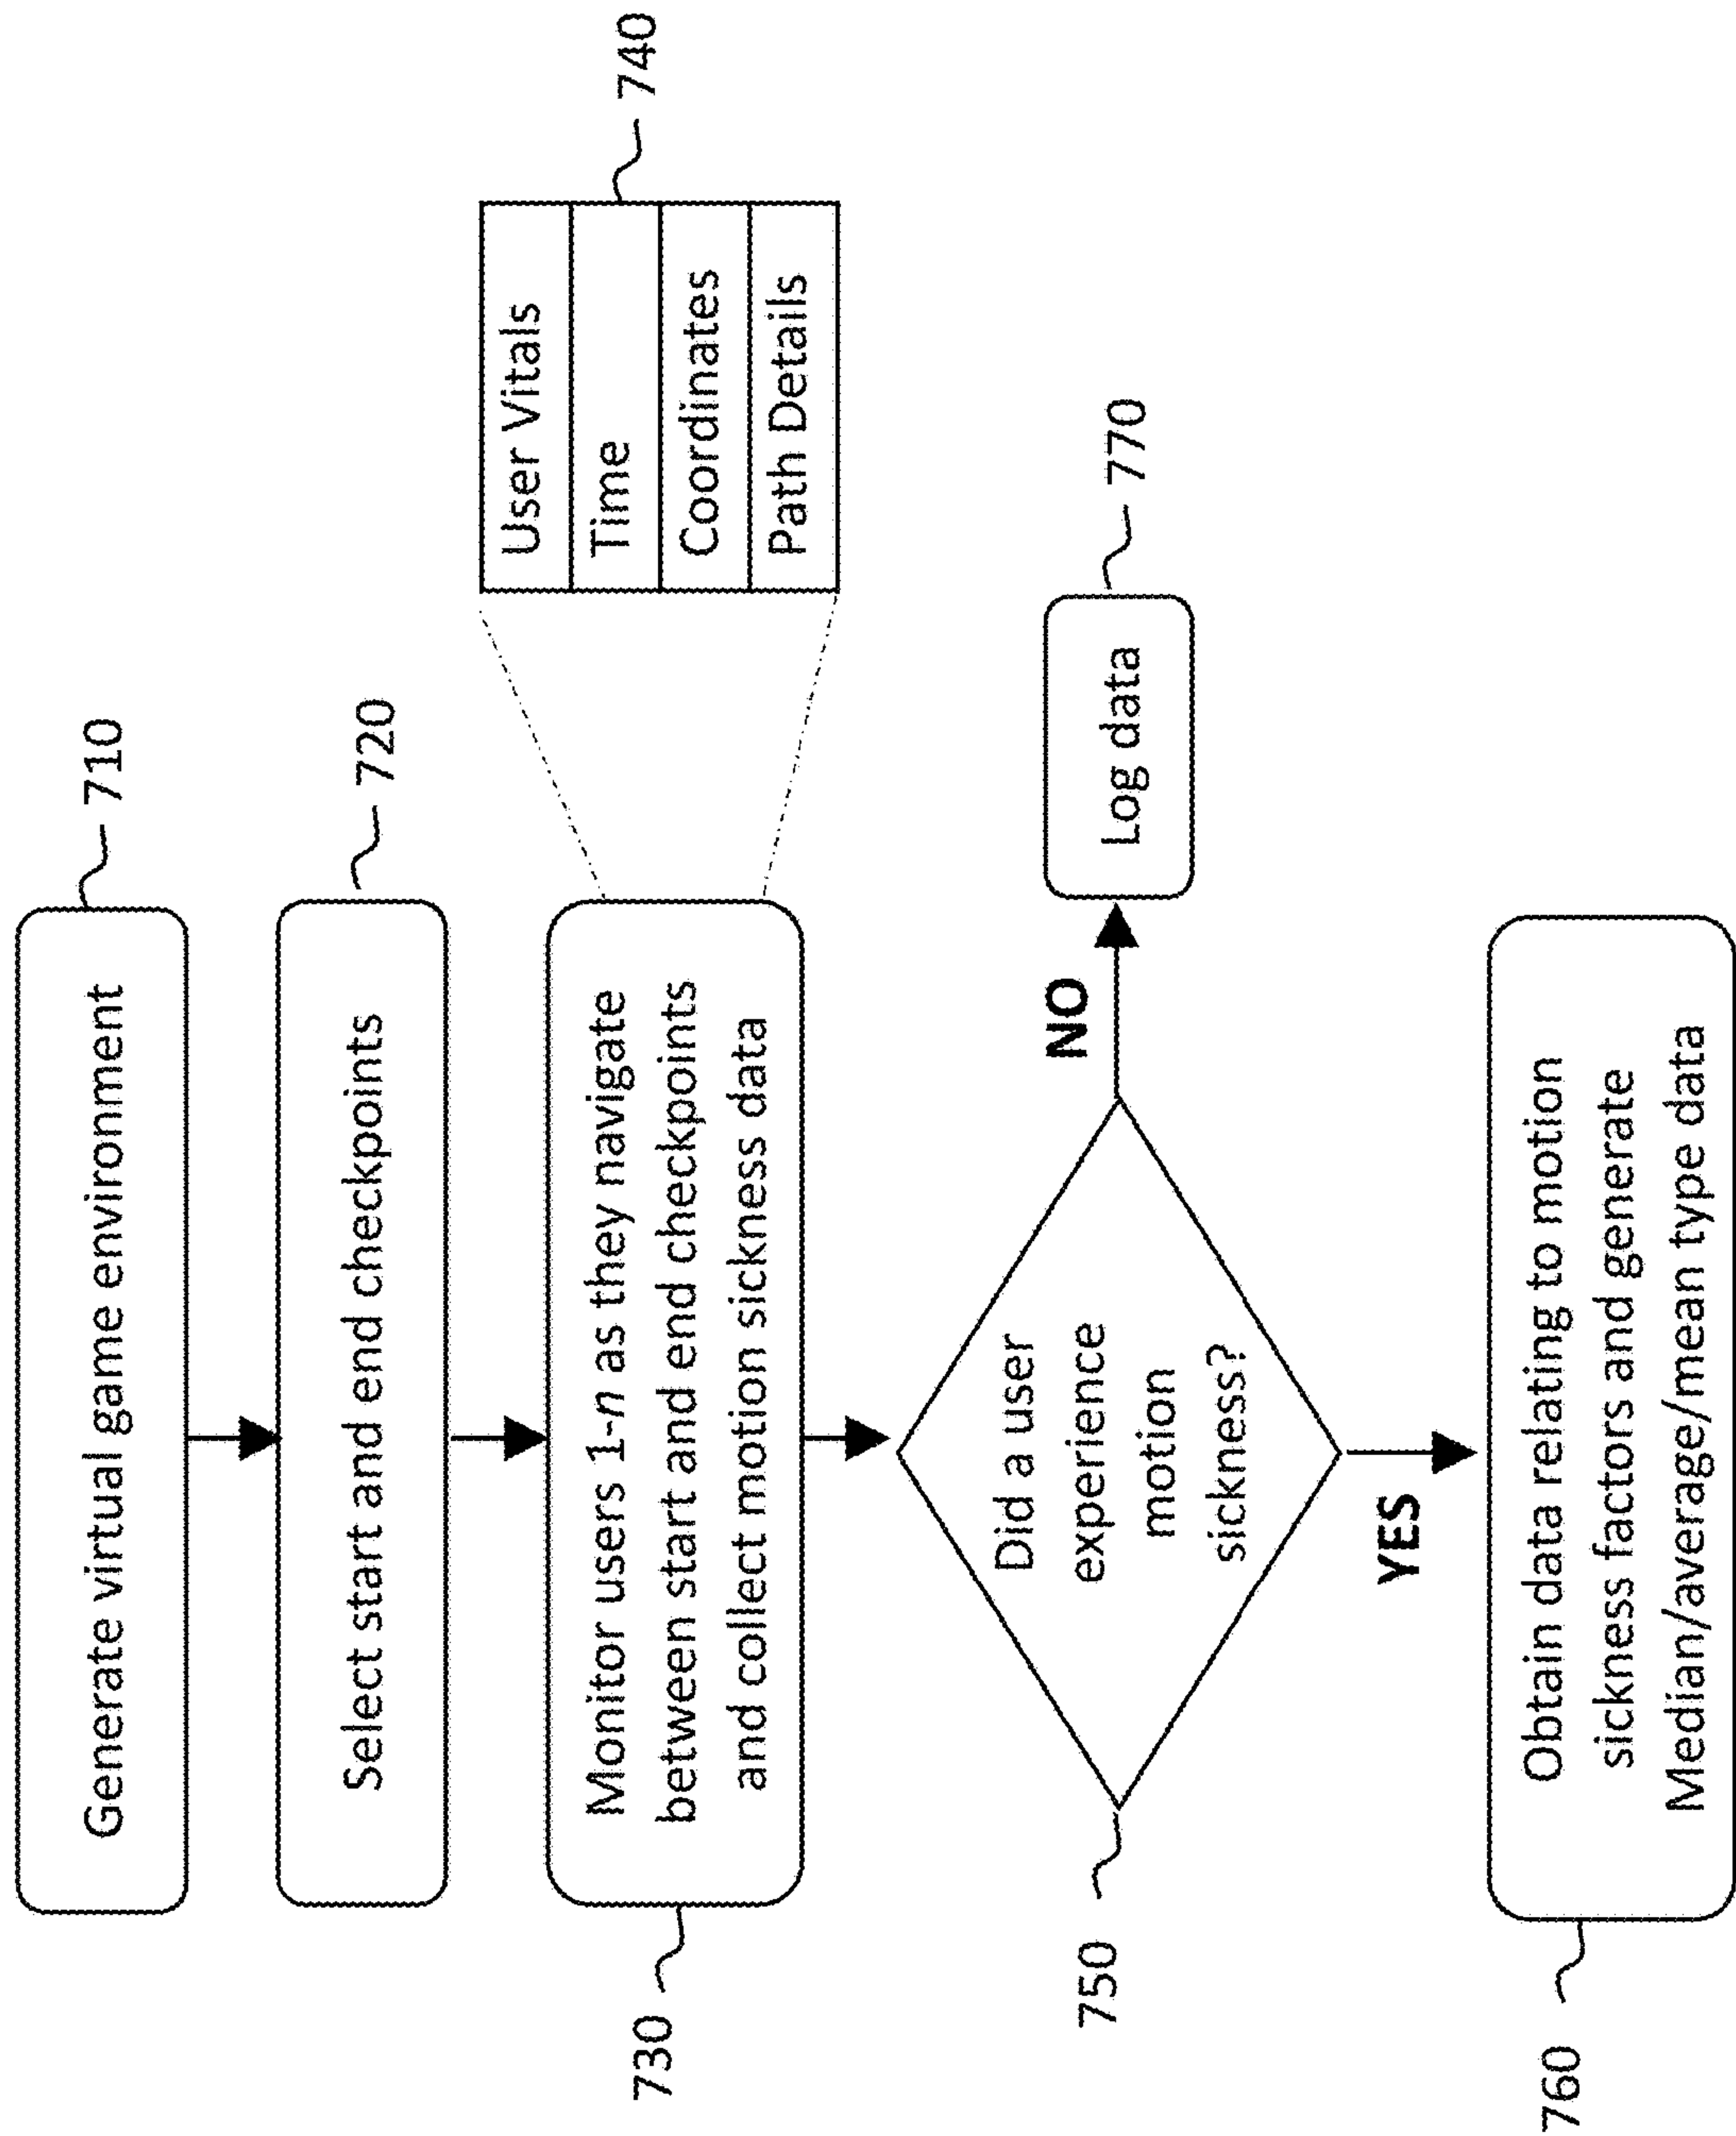 Generate virtual game environment
710
Select start and end checkpoints
720
Monitor users 1-n as they navigate
between start and end checkpoints
and collect motion sickness data
730
User Vitals
Time
Coordinates
Path Details
740
Did a user
experience
motion
sickness?
750
NO
Log data
770
YES
Obtain data relating to motion
sickness factors and generate
Median/average/mean type data
760